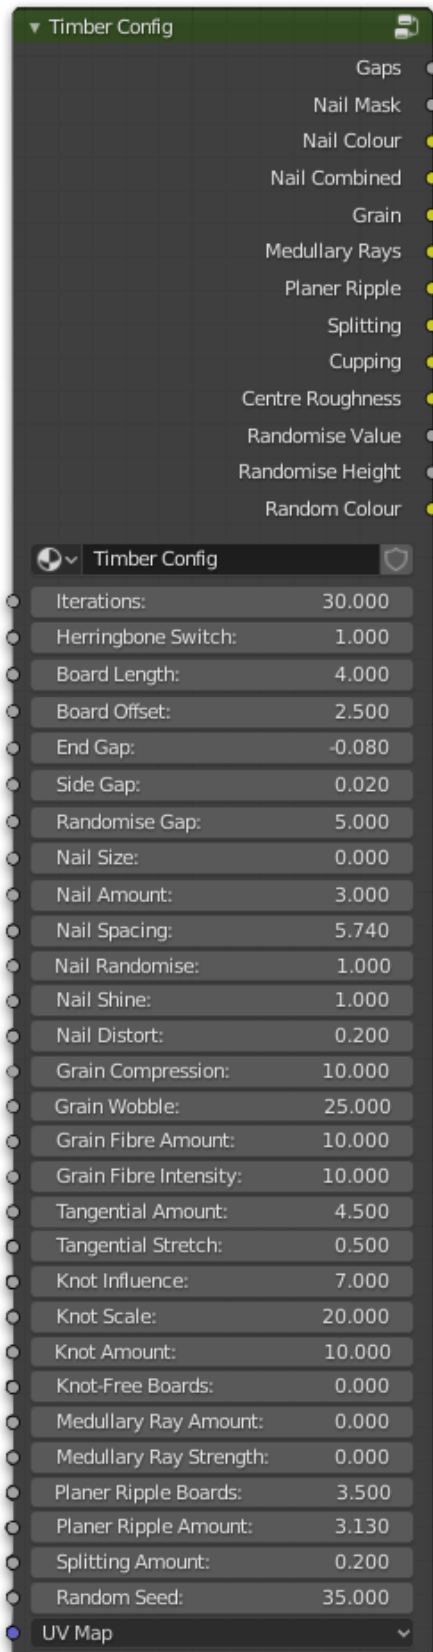 Timber Config
Gaps
Nail Mask
Nail Colour
Nail Combined
Grain
Medullary Rays
Planer Ripple
Splitting
Cupping
Centre Roughness
Randomise Value
Randomise Height
Random Colour
Timber Config
Iterations: 30.000
Herringbone Switch: 1.000
Board Length: 4.000
Board Offset: 2.500
End Gap: -0.080
Side Gap: 0.020
Randomise Gap: 5.000
Nail Size: 0.000
Nail Amount: 3.000
Nail Spacing: 5.740
Nail Randomise: 1.000
Nail Shine: 1.000
Nail Distort: 0.200
Grain Compression: 10.000
Grain Wobble: 25.000
Grain Fibre Amount: 10.000
Grain Fibre Intensity: 10.000
Tangential Amount: 4.500
Tangential Stretch: 0.500
Knot Influence: 7.000
Knot Scale: 20.000
Knot Amount: 10.000
Knot-Free Boards: 0.000
Medullary Ray Amount: 0.000
Medullary Ray Strength: 0.000
Planer Ripple Boards: 3.500
Planer Ripple Amount: 3.130
Splitting Amount: 0.200
Random Seed: 35.000
UV Map